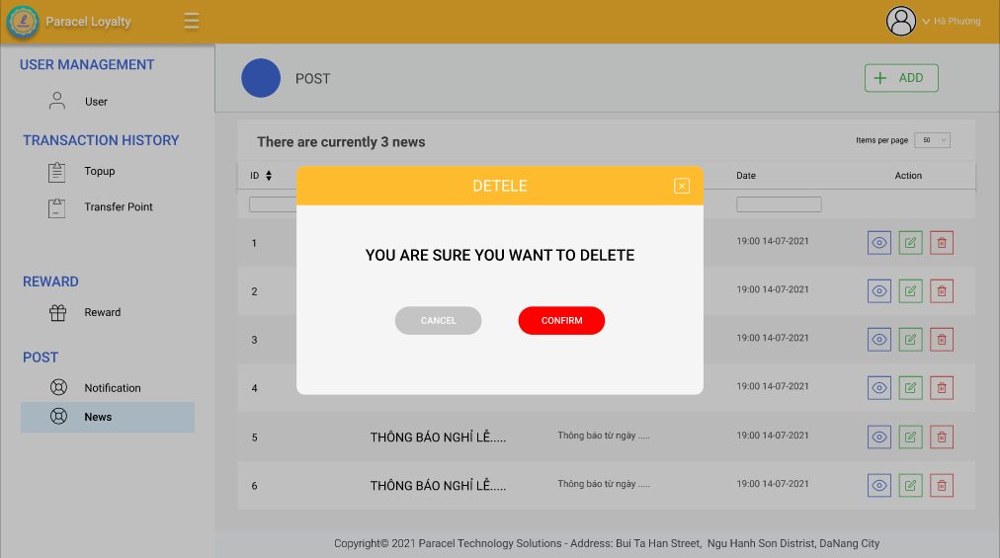 Paracel Loyalty
Hà Phương
USER MANAGEMENT
User
TRANSACTION HISTORY
Topup
Transfer Point
REWARD
Reward
POST
Notification
News
POST
ADD
There are currently 3 news
Items per page 50
ID Date Action
DETELE
YOU ARE SURE YOU WANT TO DELETE
CANCEL CONFIRM
1 19:00 14-07-2021
2 19:00 14-07-2021
3 19:00 14-07-2021
4 19:00 14-07-2021
5 THÔNG BÁO NGHỈ LỄ..... Thông báo từ ngày ..... 19:00 14-07-2021
6 THÔNG BÁO NGHỈ LỄ..... Thông báo từ ngày ..... 19:00 14-07-2021
Copyright© 2021 Paracel Technology Solutions - Address: Bui Ta Han Street, Ngu Hanh Son Distrist, DaNang City